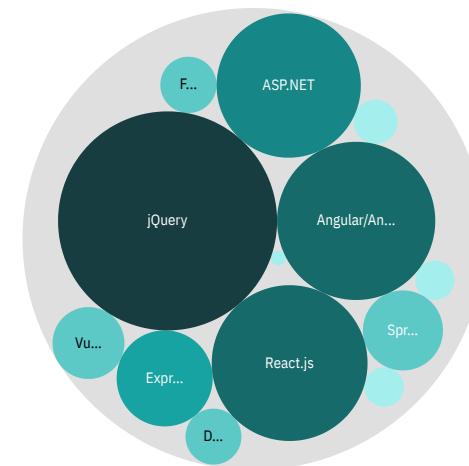 F...
ASP.NET
jQuery
Angular/An...
Spr...
Vu...
React.js
Expr...
D...